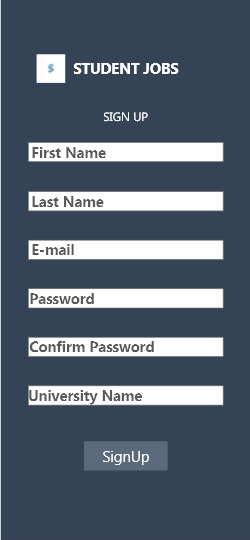 $ STUDENT JOBS
SIGN UP
First Name
Last Name
E-mail
Password
Confirm Password
University Name
SignUp